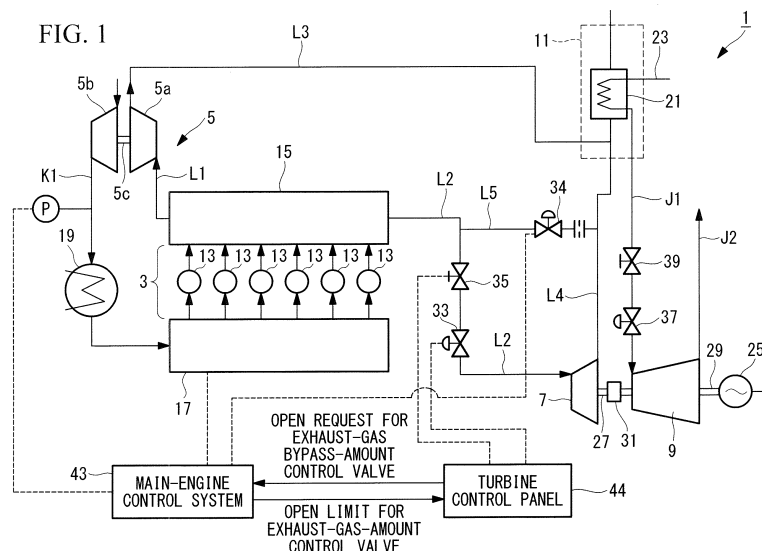 FIG. 1
L3
11
23
1
5b
5a
21
5
K1
5c
L1
15
P
L2
L5
34
J1
J2
19
13 13 13 13 13 13
3
35
39
L4
33
37
L2
29
25
17
7
27
31
9
OPEN REQUEST FOR
EXHAUST-GAS
BYPASS-AMOUNT
CONTROL VALVE
43
MAIN-ENGINE
CONTROL SYSTEM
TURBINE
CONTROL PANEL
44
OPEN LIMIT FOR
EXHAUST-GAS-AMOUNT
CONTROL VALVE